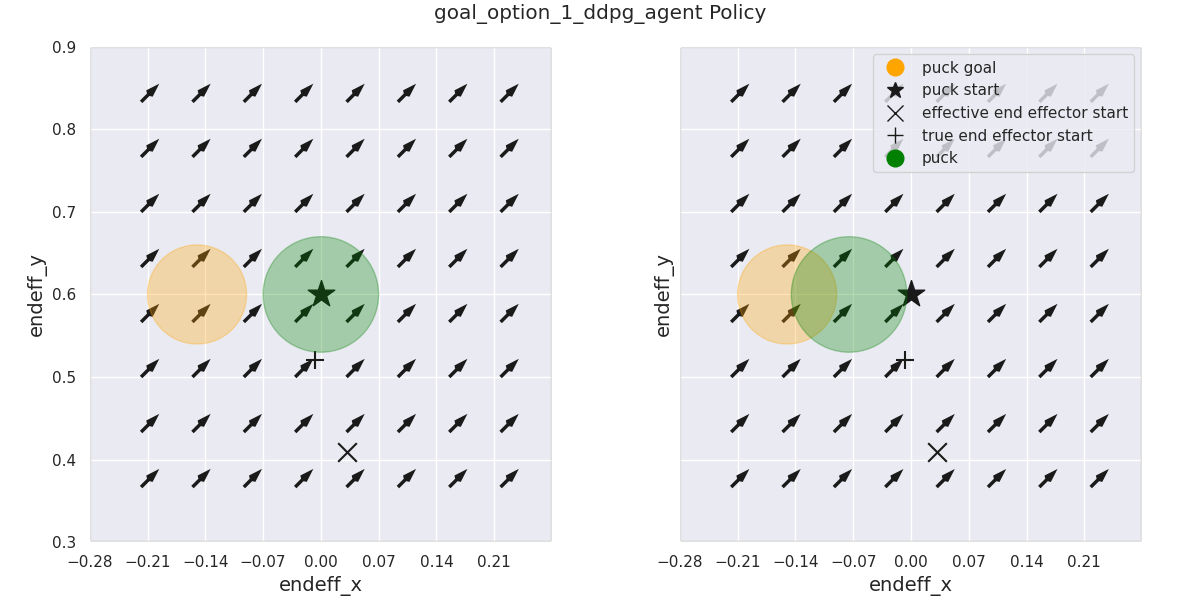 goal_option_1_ddpg_agent Policy
0.9
0.8
0.7
0.6
0.5
0.4
0.3
endeff_y
−0.28 −0.21 −0.14 −0.07 0.00 0.07 0.14 0.21
endeff_x
puck goal
puck start
effective end effector start
true end effector start
puck
endeff_y
−0.28 −0.21 −0.14 −0.07 0.00 0.07 0.14 0.21
endeff_x